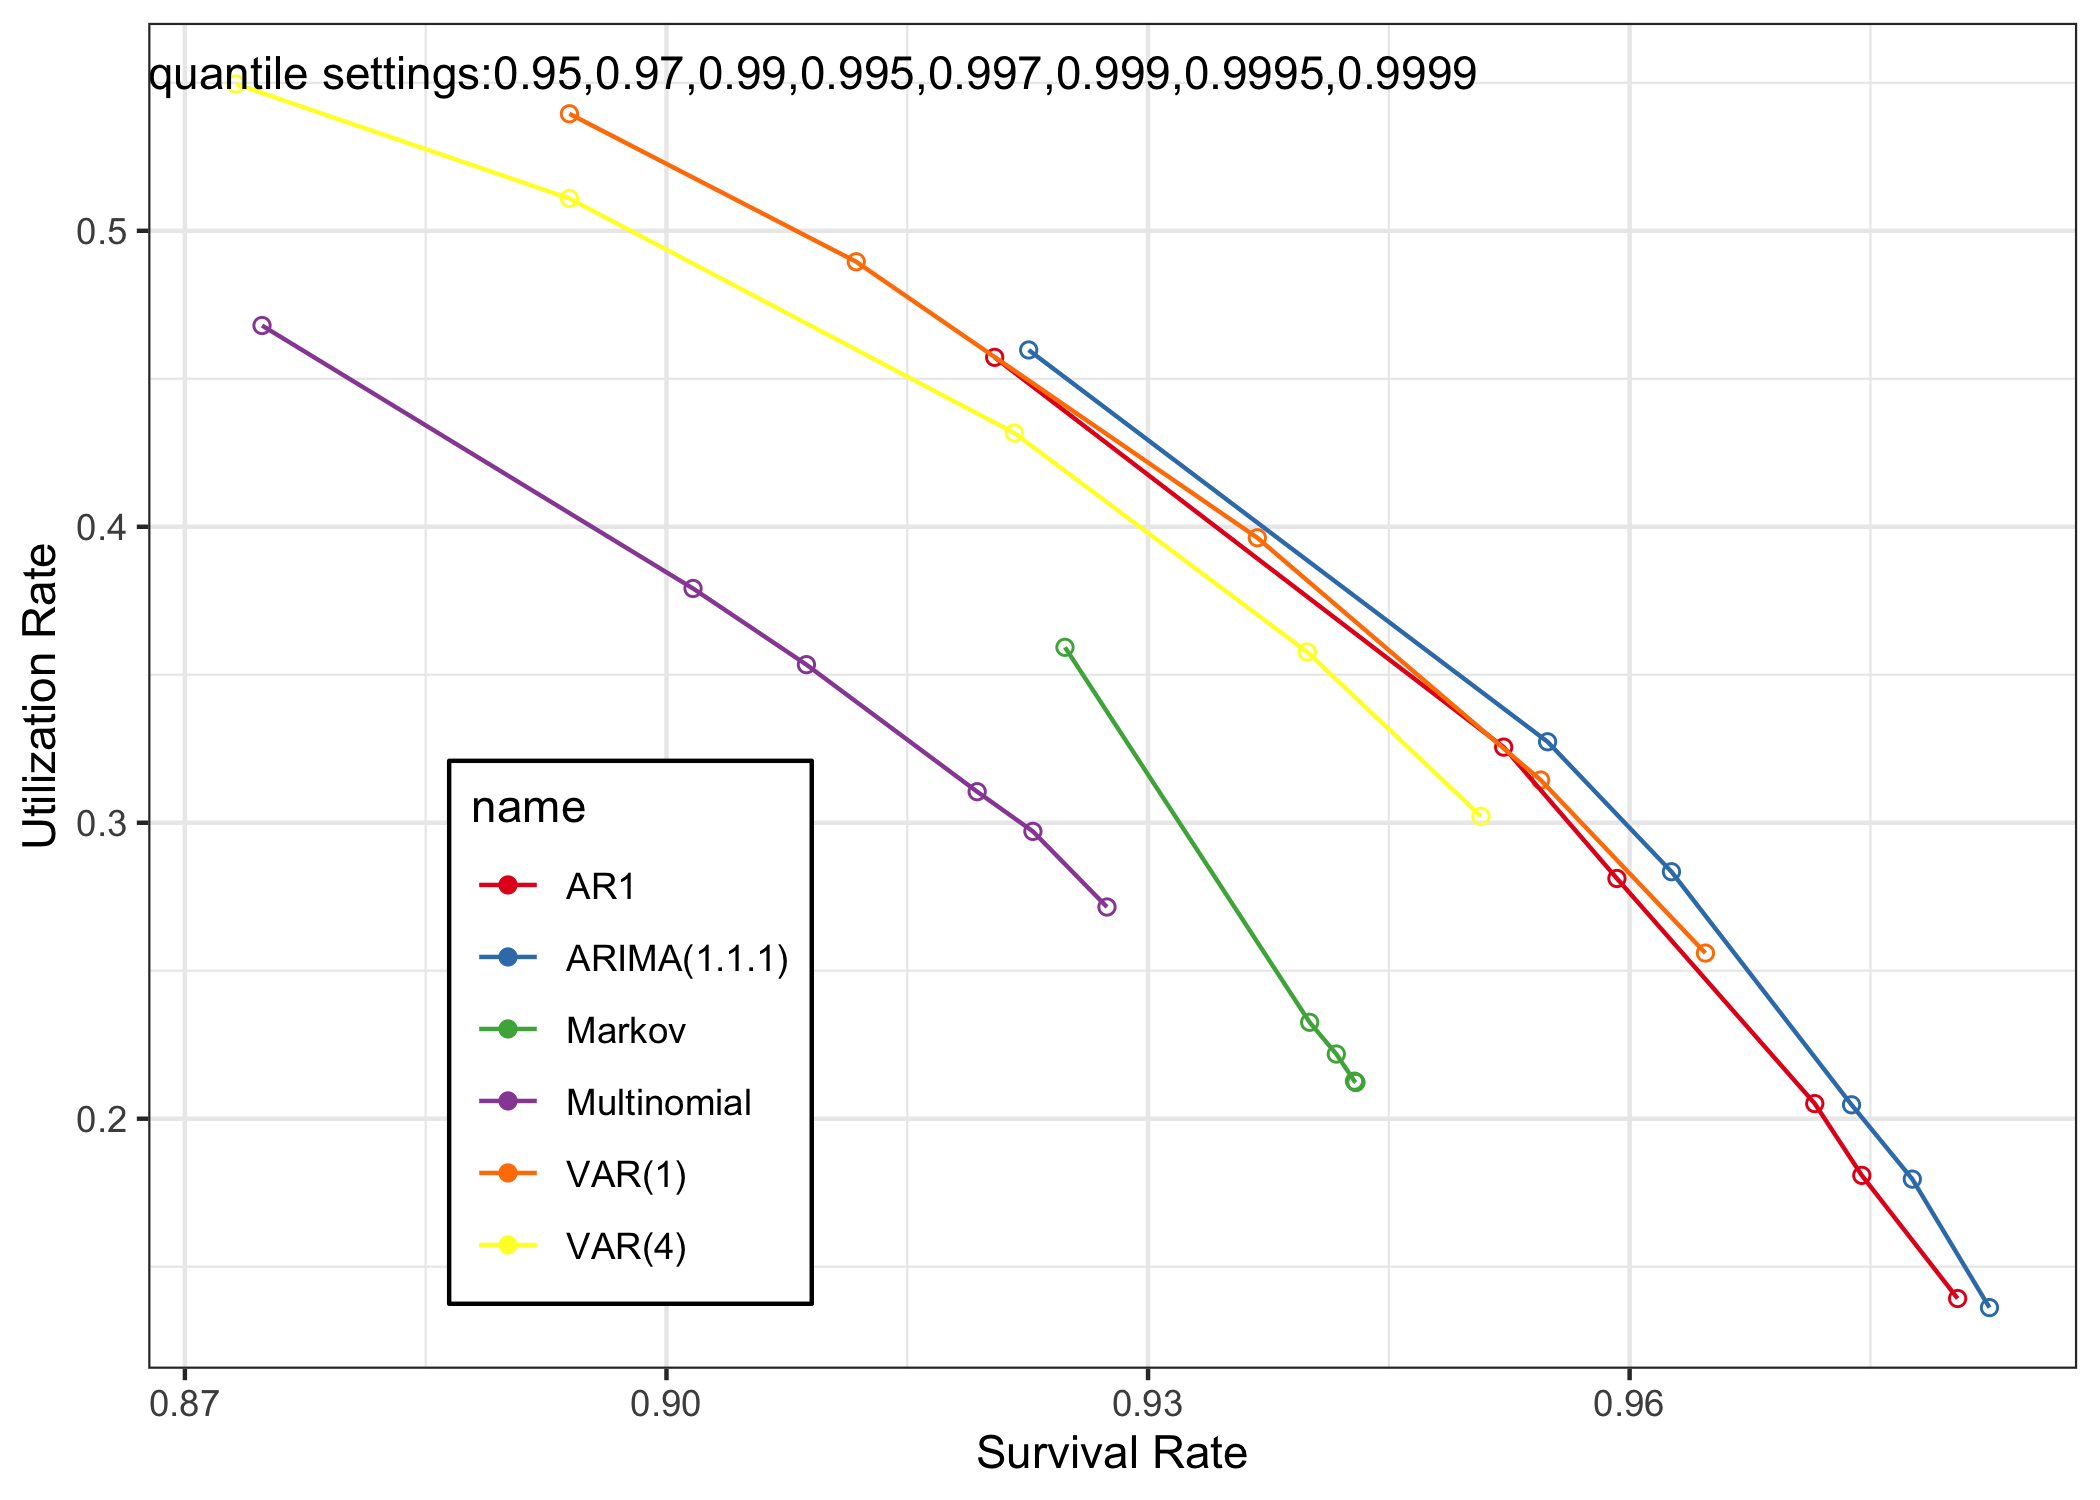 quantile settings:0.95,0.97,0.99,0.995,0.997,0.999,0.9995,0.9999
0.5
0.4
0.3
0.2
Utilization Rate
name
AR1
ARIMA(1.1.1)
Markov
Multinomial
VAR(1)
VAR(4)
0.87 0.90 0.93 0.96
Survival Rate